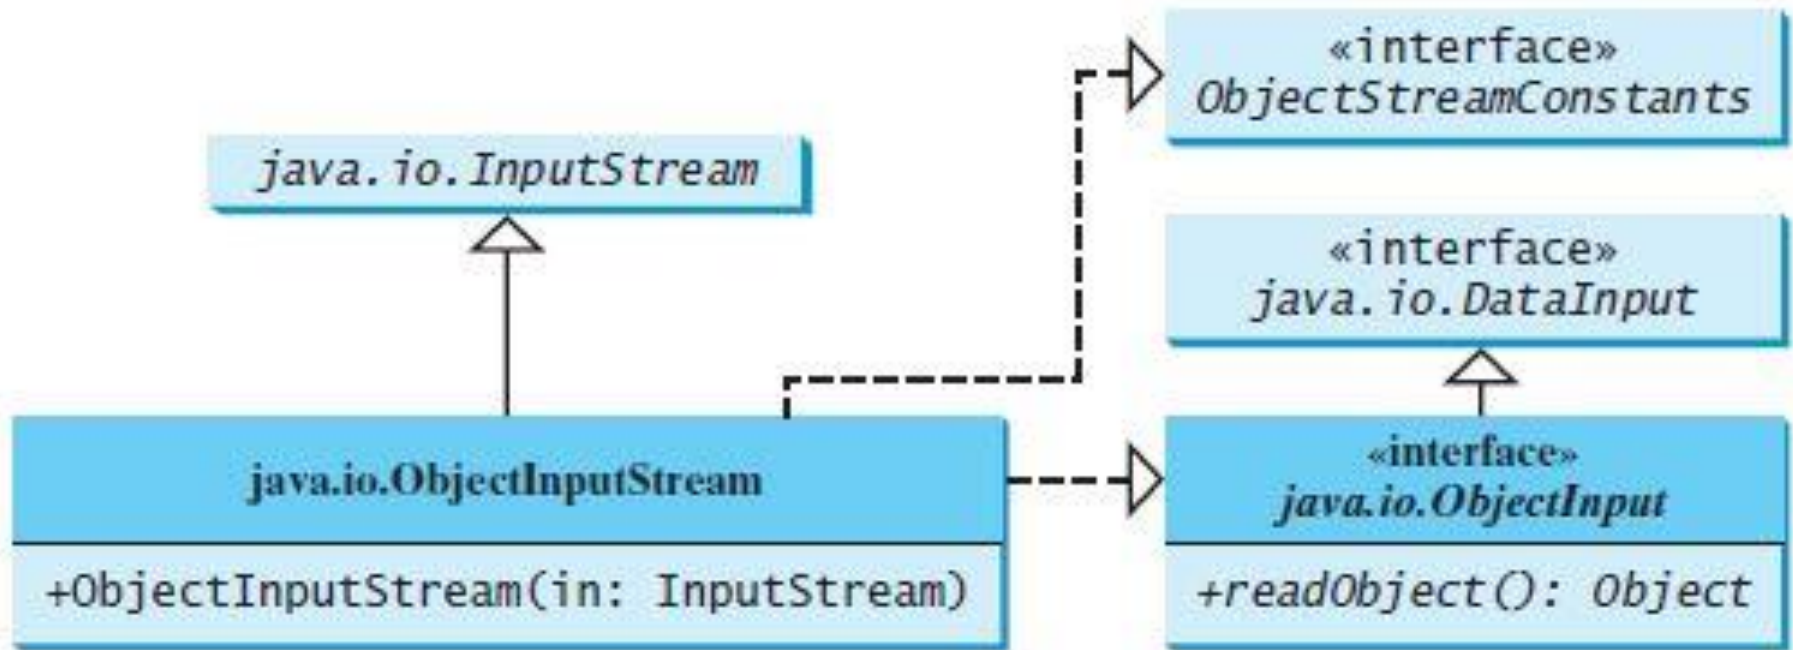 «interface»
ObjectStreamConstants
java.io.InputStream
«interface»
java.io.DataInput
java.io.ObjectInputStream
+ObjectInputStream(in: InputStream)
«interface»
java.io.ObjectInput
+readObject(): Object